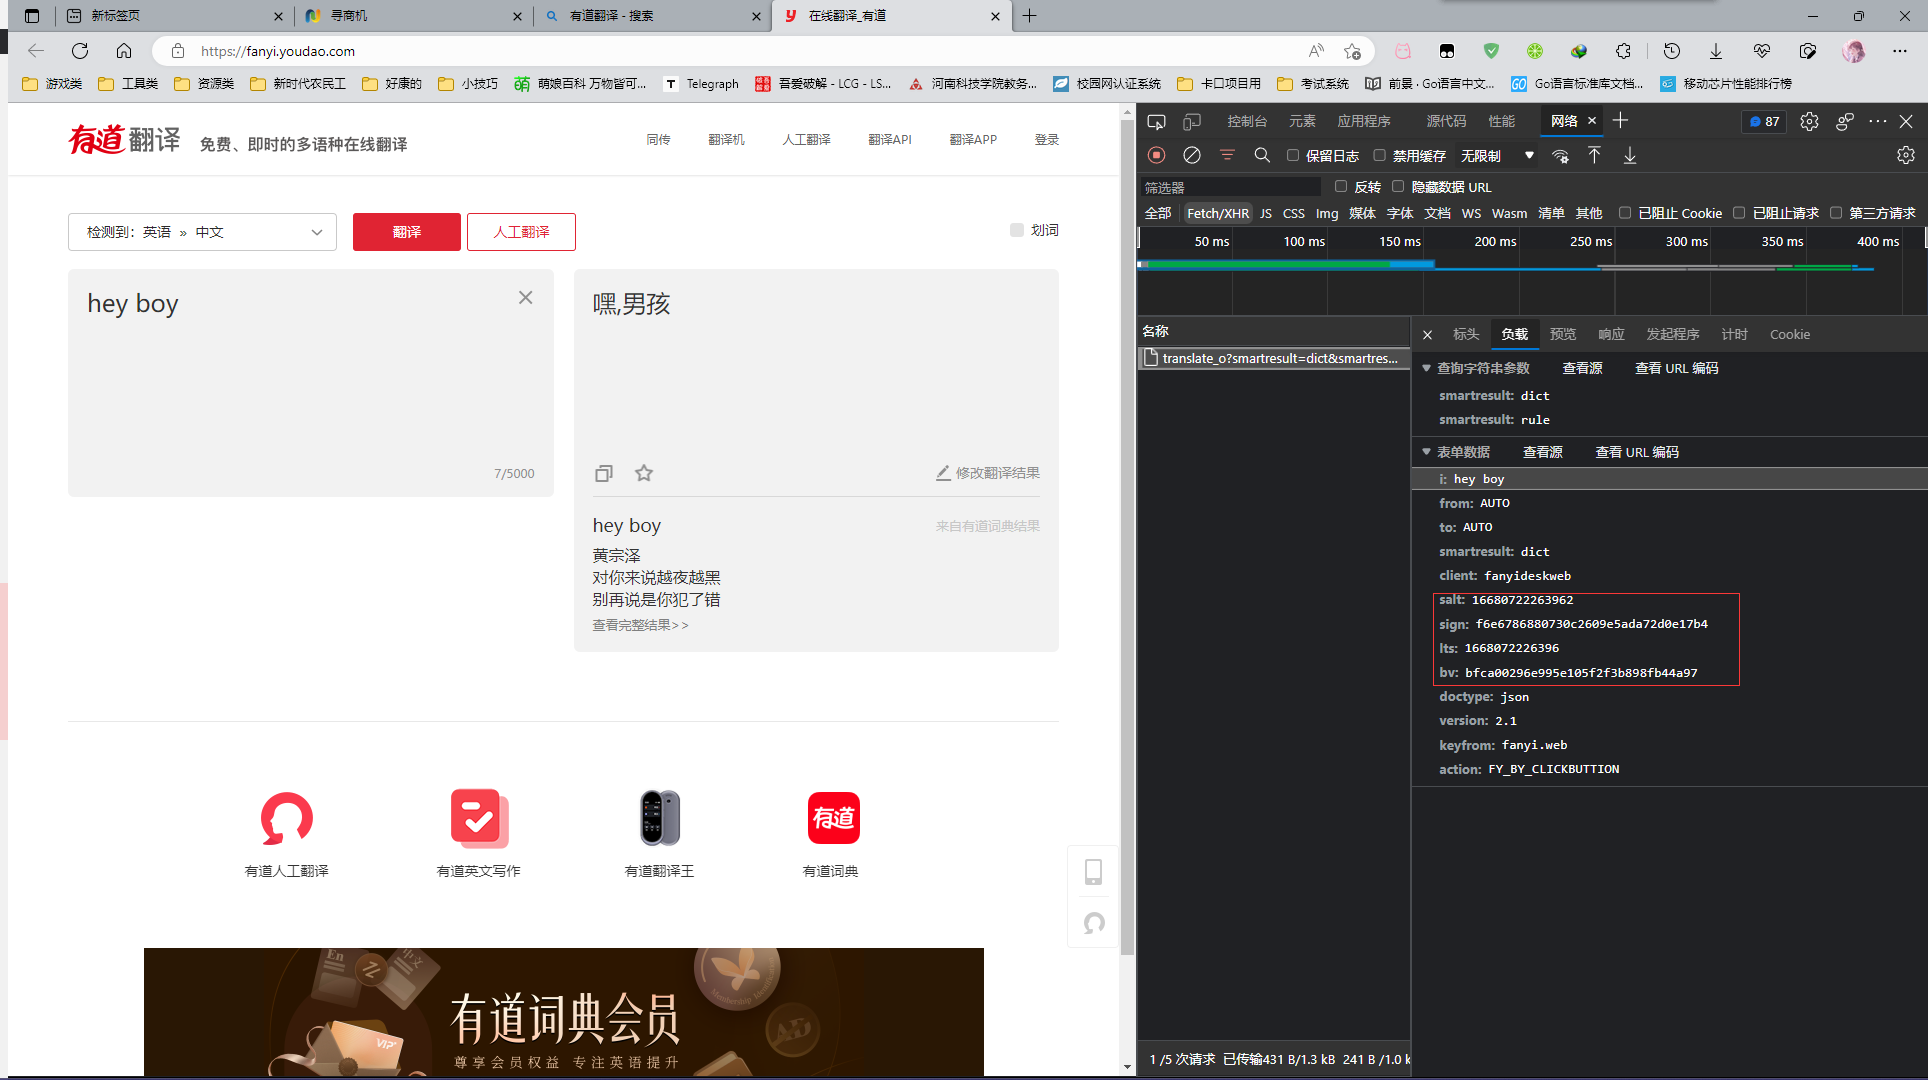 新标签页
寻商机
有道翻译 - 搜索
在线翻译_有道
https://fanyi.youdao.com
游戏类
工具类
资源类
新时代农民工
好康的
小技巧
萌娘百科 万物皆可...
Telegraph
吾爱破解 - LCG - LS...
河南科技学院教务...
校园网认证系统
卡口项目用
考试系统
前景 · Go语言中文...
Go语言标准库文档...
移动芯片性能排行榜
有道翻译 免费、即时的多语种在线翻译
同传
翻译机
人工翻译
翻译API
翻译APP
登录
检测到：英语 » 中文
翻译
人工翻译
划词
hey boy
7/5000
嘿,男孩
修改翻译结果
hey boy
来自有道词典结果
黄宗泽
对你来说越夜越黑
别再说是你犯了错
查看完整结果>>
有道人工翻译
有道英文写作
有道翻译王
有道
有道词典
En
中文
VIP
有道词典会员
尊享会员权益 专注英语提升
控制台
元素
应用程序
源代码
性能
网络
87
保留日志
禁用缓存
无限制
筛选器
反转
隐藏数据 URL
全部
Fetch/XHR
JS
CSS
Img
媒体
字体
文档
WS
Wasm
清单
其他
已阻止 Cookie
已阻止请求
第三方请求
50 ms
100 ms
150 ms
200 ms
250 ms
300 ms
350 ms
400 ms
名称
translate_o?smartresult=dict&smartres...
标头
负载
预览
响应
发起程序
计时
Cookie
查询字符串参数 查看源 查看 URL 编码
smartresult: dict
smartresult: rule
表单数据 查看源 查看 URL 编码
i: hey boy
from: AUTO
to: AUTO
smartresult: dict
client: fanyideskweb
salt: 16680722263962
sign: f6e6786880730c2609e5ada72d0e17b4
lts: 1668072226396
bv: bfca00296e995e105f2f3b898fb44a97
doctype: json
version: 2.1
keyfrom: fanyi.web
action: FY_BY_CLICKBUTTION
1 /5 次请求 已传输431 B/1.3 kB 241 B /1.0 k